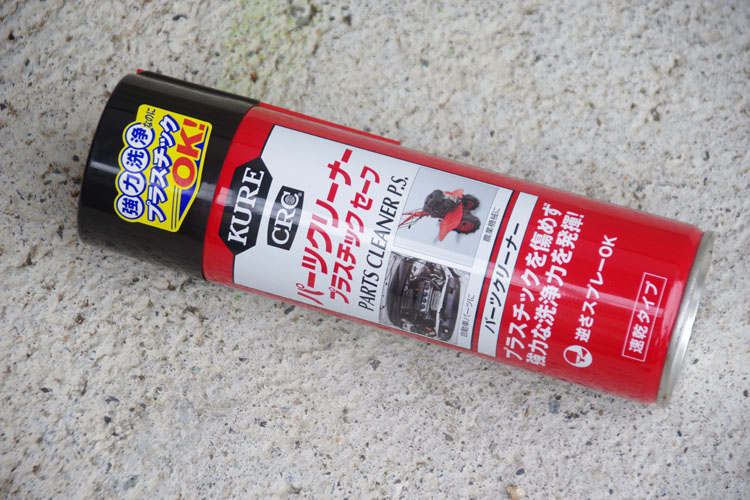 強力洗浄なのに
プラスチック
OK!
KURE
CRC
パーツクリーナー
プラスチックセーフ
PARTS CLEANER P.S.
農業機械に
自動車パーツに
パーツクリーナー
プラスチックを傷めず
強力な洗浄力を発揮!
逆さスプレーOK
速乾タイプ